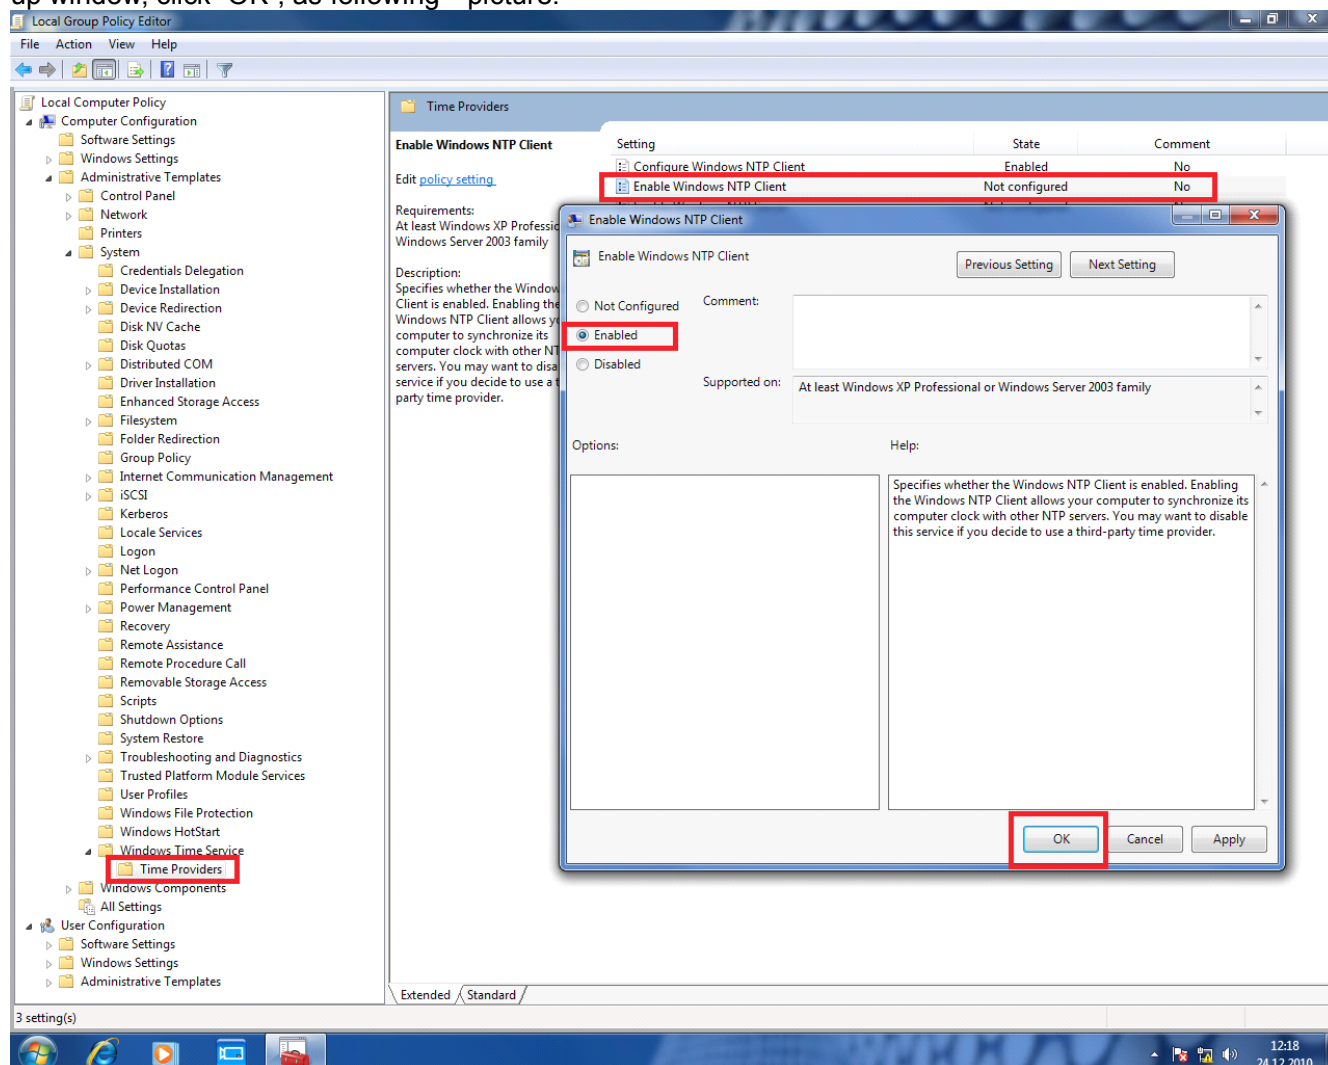 up window, click "OK", as following picture:
Local Group Policy Editor
File Action View Help
Local Computer Policy
Computer Configuration
Software Settings
Windows Settings
Administrative Templates
Control Panel
Network
Printers
System
Credentials Delegation
Device Installation
Device Redirection
Disk NV Cache
Disk Quotas
Distributed COM
Driver Installation
Enhanced Storage Access
Filesystem
Folder Redirection
Group Policy
Internet Communication Management
iSCSI
Kerberos
Locale Services
Logon
Net Logon
Performance Control Panel
Power Management
Recovery
Remote Assistance
Remote Procedure Call
Removable Storage Access
Scripts
Shutdown Options
System Restore
Troubleshooting and Diagnostics
Trusted Platform Module Services
User Profiles
Windows File Protection
Windows HotStart
Windows Time Service
Time Providers
Windows Components
All Settings
User Configuration
Software Settings
Windows Settings
Administrative Templates
Time Providers
Enable Windows NTP Client
Edit policy setting
Requirements:
At least Windows XP Professio
Windows Server 2003 family
Description:
Specifies whether the Window
Client is enabled. Enabling the
Windows NTP Client allows yo
computer to synchronize its
computer clock with other NT
servers. You may want to disa
service if you decide to use a t
party time provider.
Setting State Comment
Configure Windows NTP Client Enabled No
Enable Windows NTP Client Not configured No
Enable Windows NTP Client
Enable Windows NTP Client
Previous Setting Next Setting
Not Configured Comment:
Enabled
Disabled
Supported on: At least Windows XP Professional or Windows Server 2003 family
Options: Help:
Specifies whether the Windows NTP Client is enabled. Enabling
the Windows NTP Client allows your computer to synchronize its
computer clock with other NTP servers. You may want to disable
this service if you decide to use a third-party time provider.
OK Cancel Apply
Extended Standard
3 setting(s)
12:18
24.12.2010